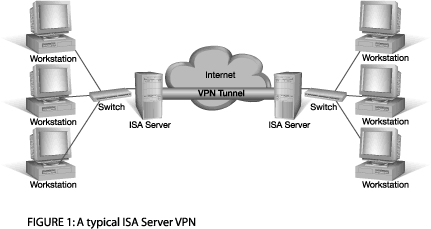 Workstation
Workstation
Internet
Workstation
Switch
VPN Tunnel
Switch
Workstation
ISA Server
ISA Server
Workstation
Workstation
FIGURE 1: A typical ISA Server VPN